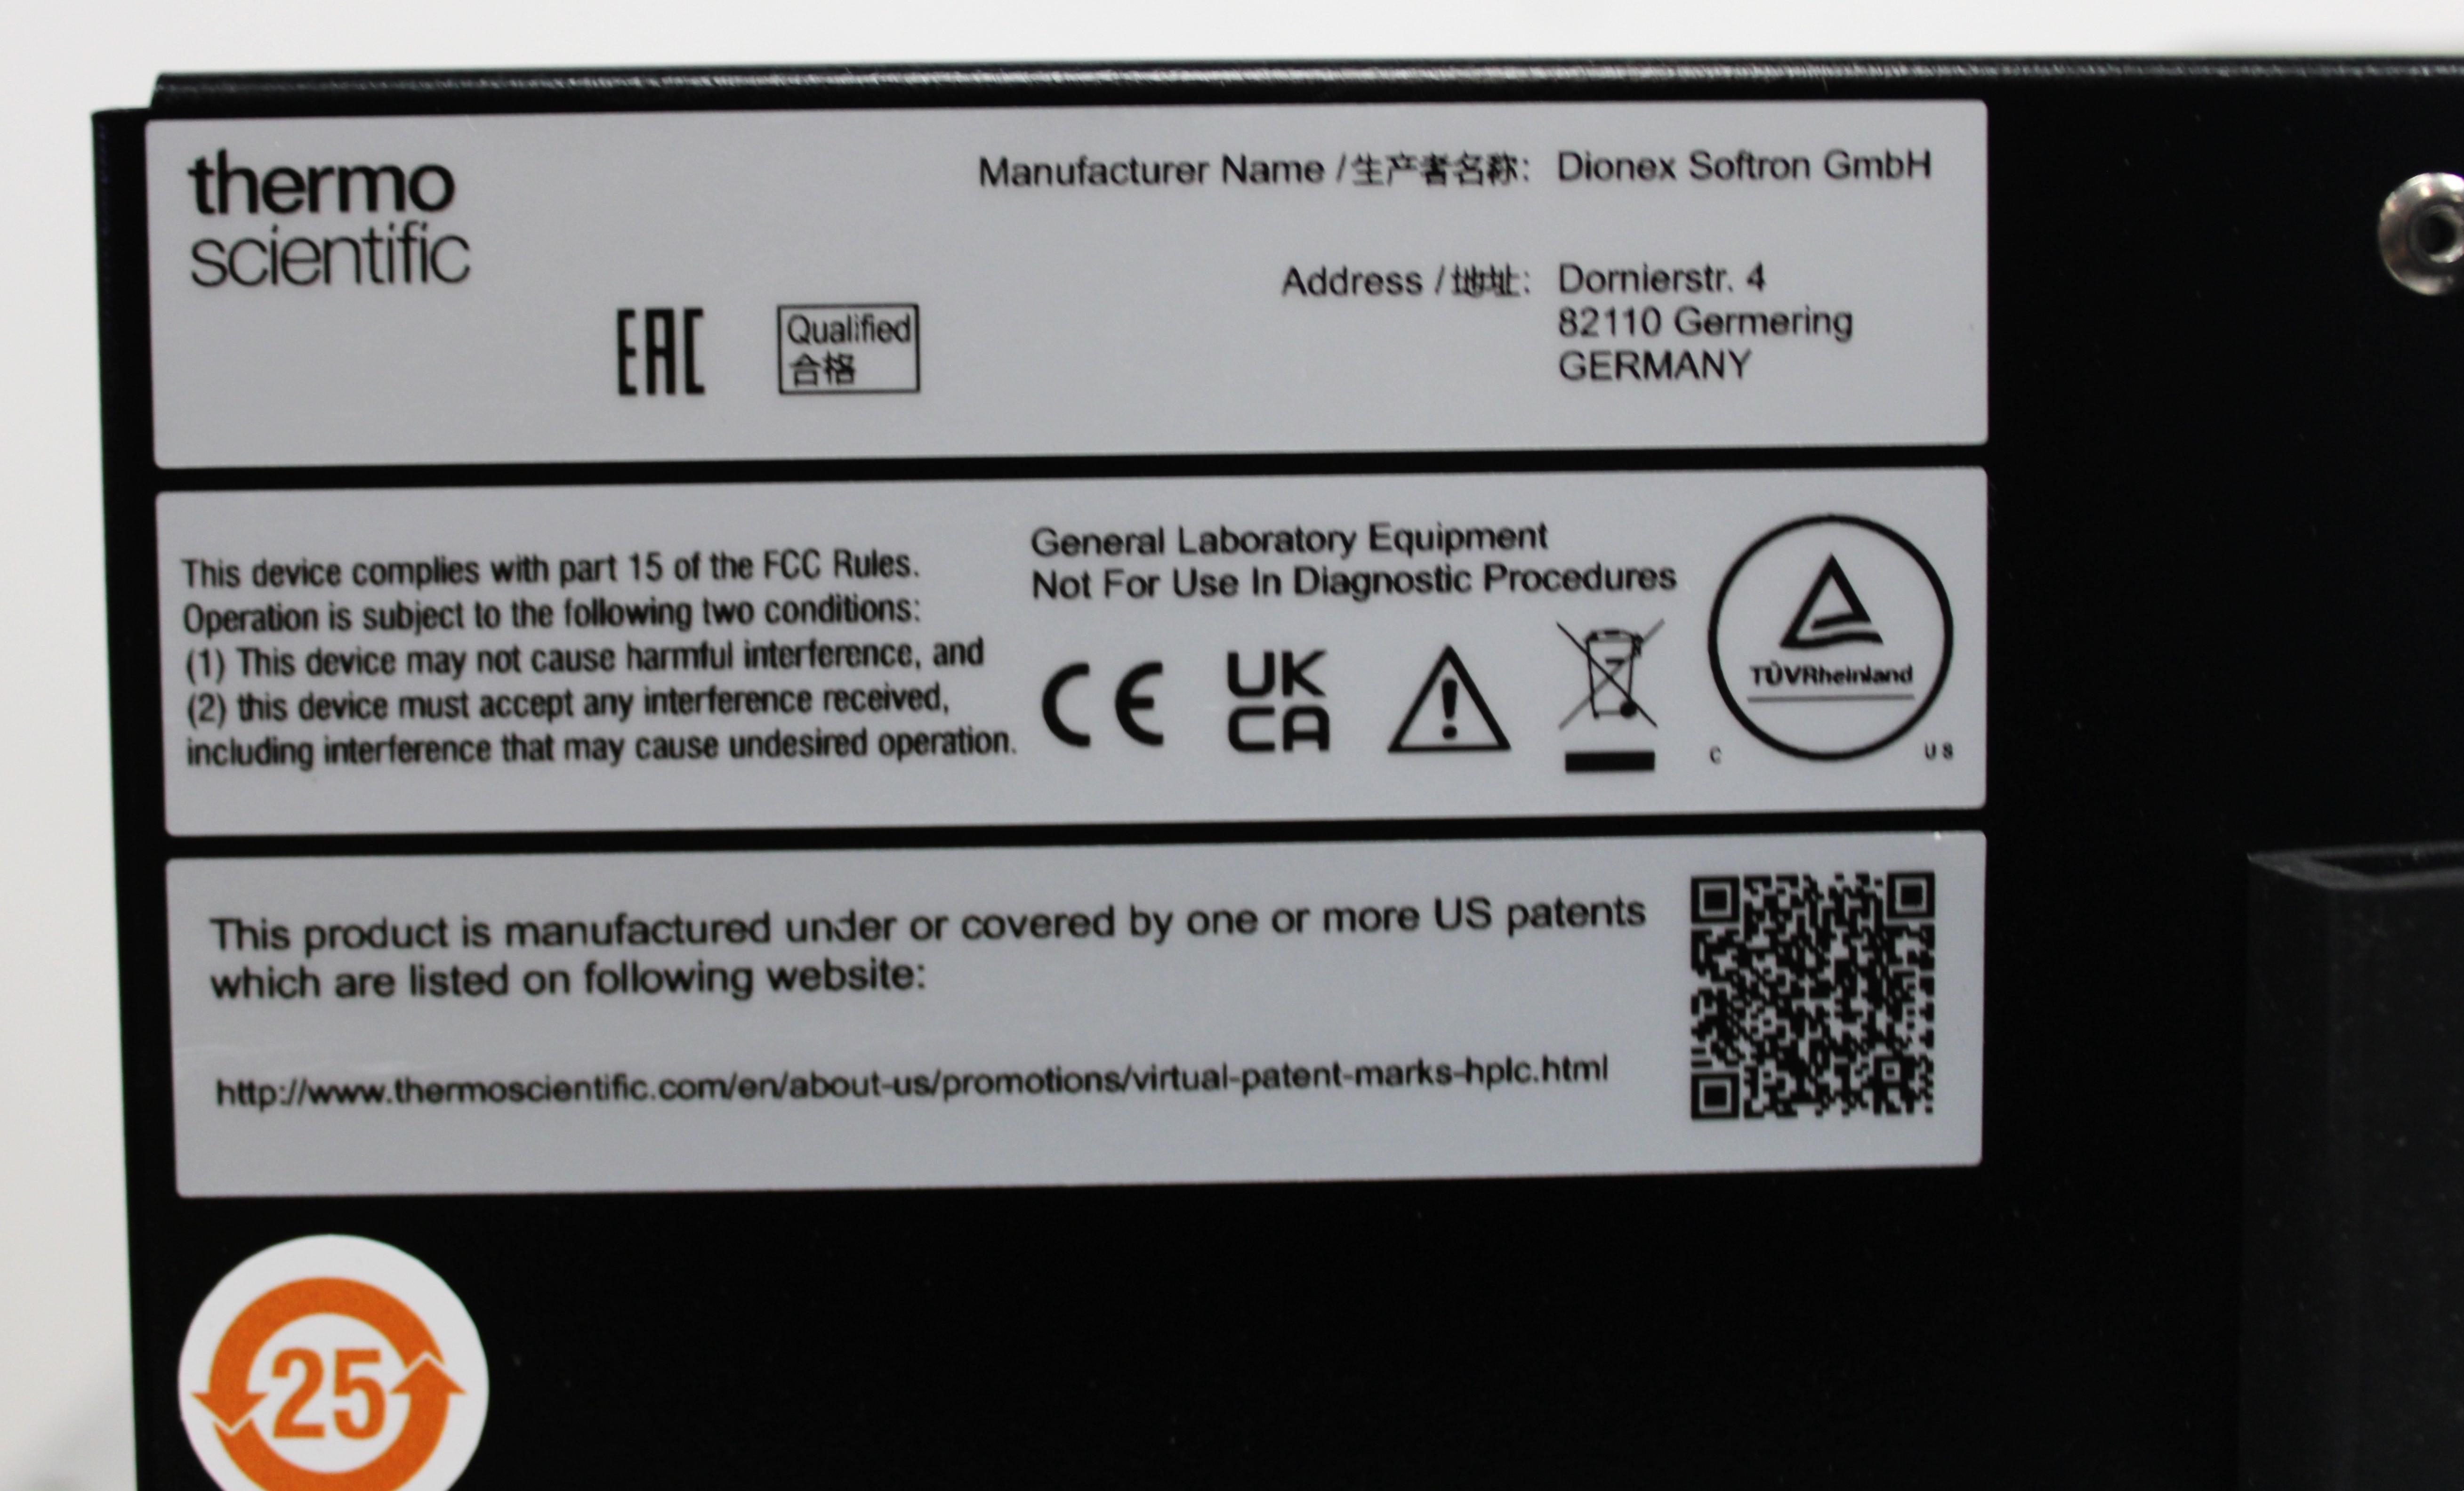 thermo
scientific
EAC
Qualified
合格
Manufacturer Name /生产者名称: Dionex Softron GmbH
Address /地址: Dornierstr. 4
82110 Germering
GERMANY
This device complies with part 15 of the FCC Rules.
Operation is subject to the following two conditions:
(1) This device may not cause harmful interference, and
(2) this device must accept any interference received,
including interference that may cause undesired operation.
General Laboratory Equipment
Not For Use In Diagnostic Procedures
CE
UK
CA
TÜVRheinland
C US
This product is manufactured under or covered by one or more US patents
which are listed on following website:
http://www.thermoscientific.com/en/about-us/promotions/virtual-patent-marks-hplc.html
25